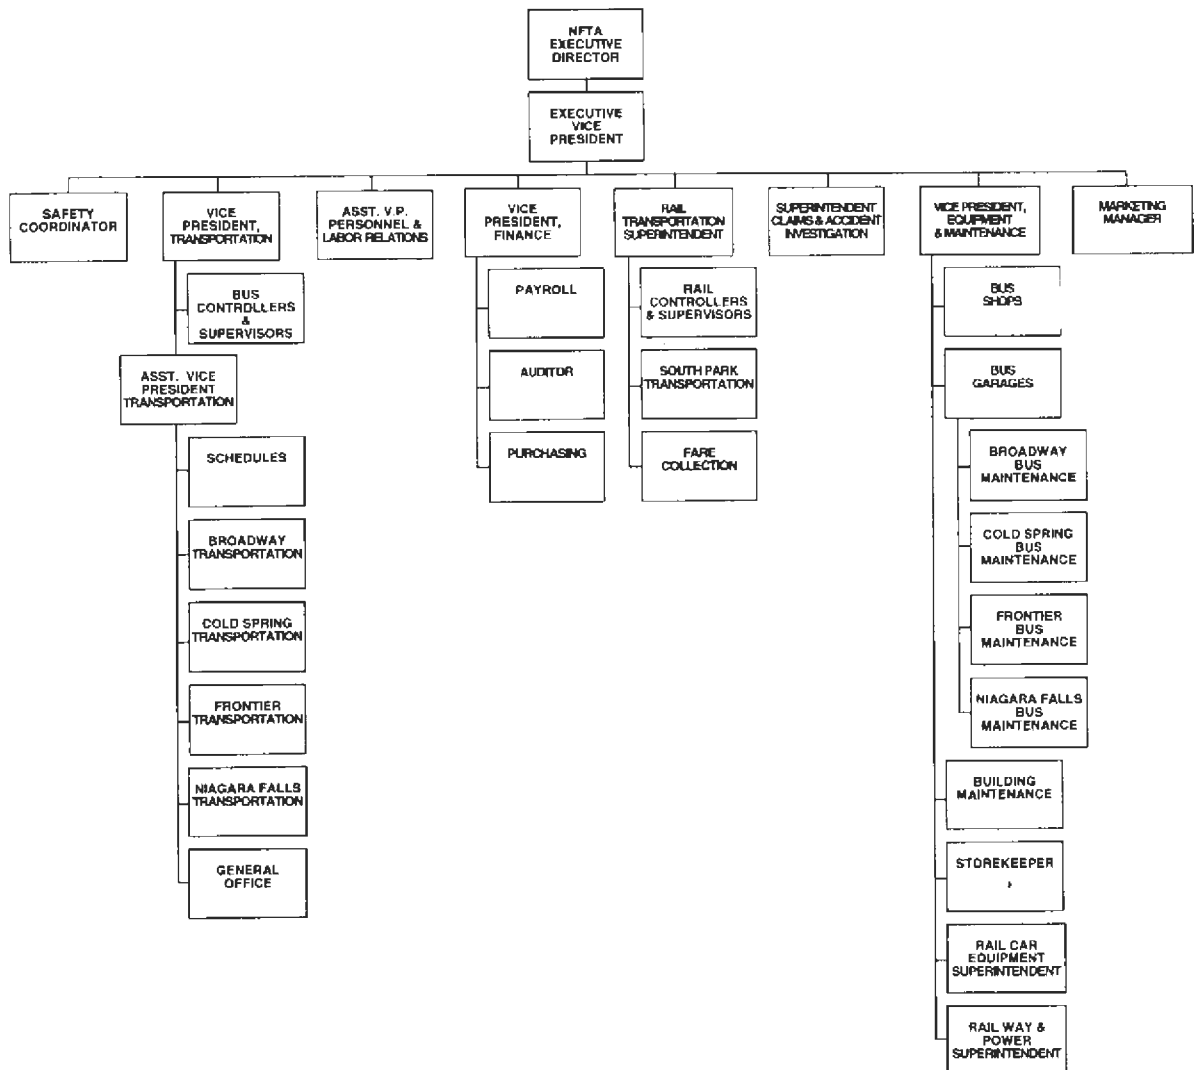 NFTA
EXECUTIVE
DIRECTOR
EXECUTIVE
VICE
PRESIDENT
SAFETY
COORDINATOR
VICE
PRESIDENT,
TRANSPORTATION
ASST. V.P.
PERSONNEL &
LABOR RELATIONS
VICE
PRESIDENT,
FINANCE
RAIL
TRANSPORTATION
SUPERINTENDENT
SUPERINTENDENT
CLAIMS & ACCIDENT
INVESTIGATION
VICE PRESIDENT,
EQUIPMENT
& MAINTENANCE
MARKETING
MANAGER
BUS
CONTROLLERS
&
SUPERVISORS
ASST. VICE
PRESIDENT
TRANSPORTATION
SCHEDULES
BROADWAY
TRANSPORTATION
COLD SPRING
TRANSPORTATION
FRONTIER
TRANSPORTATION
NIAGARA FALLS
TRANSPORTATION
GENERAL
OFFICE
PAYROLL
AUDITOR
PURCHASING
RAIL
CONTROLLERS
& SUPERVISORS
SOUTH PARK
TRANSPORTATION
FARE
COLLECTION
BUS
SHOPS
BUS
GARAGES
BROADWAY
BUS
MAINTENANCE
COLD SPRING
BUS
MAINTENANCE
FRONTIER
BUS
MAINTENANCE
NIAGARA FALLS
BUS
MAINTENANCE
BUILDING
MAINTENANCE
STOREKEEPER
RAIL CAR
EQUIPMENT
SUPERINTENDENT
RAIL WAY &
POWER
SUPERINTENDENT